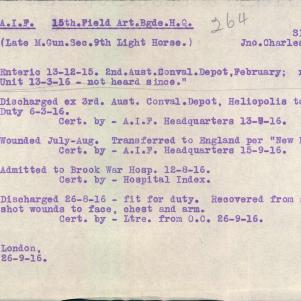 A.I.F. 15th.Field Art.Bgde.H.Q.
264
(Late M.Gun.Sec.9th Light Horse.)
Jno.Charles
Enteric 13-12-15. 2nd.Aust.Conval.Depot,February;
Unit 13-3-16 - not heard since."
Discharged ex 3rd. Aust. Conval.Depot, Heliopolis to
Duty 6-3-16.
Cert. by - A.I.F. Headquarters
Wounded July-Aug. Transferred to England per "New
Cert. by - A.I.F. Headquarters 15-9-16.
Admitted to Brook War Hosp. 12-8-16.
Cert. by - Hospital Index.
Discharged 26-8-16 - fit for duty. Recovered from
shot wounds to face, chest and arm.
Cert. by - Ltre. from O.C. 26-9-16.
London,
26-9-16.